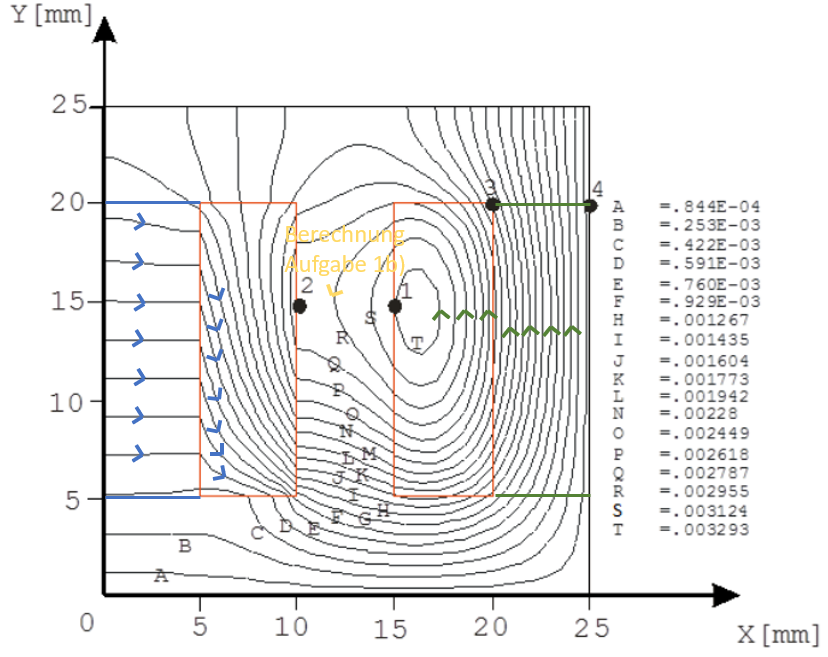 Y [mm]
25
20
15
10
5
0
5
10
15
20
25
X [mm]
Berechnung
Aufgabe 1b)
1
2
3
4
S
T
R
Q
P
O
N
L M
J K
I
H
G
F
E
D
C
B
A
A =.844E-04
B =.253E-03
C =.422E-03
D =.591E-03
E =.760E-03
F =.929E-03
H =.001267
I =.001435
J =.001604
K =.001773
L =.001942
N =.00228
O =.002449
P =.002618
Q =.002787
R =.002955
S =.003124
T =.003293